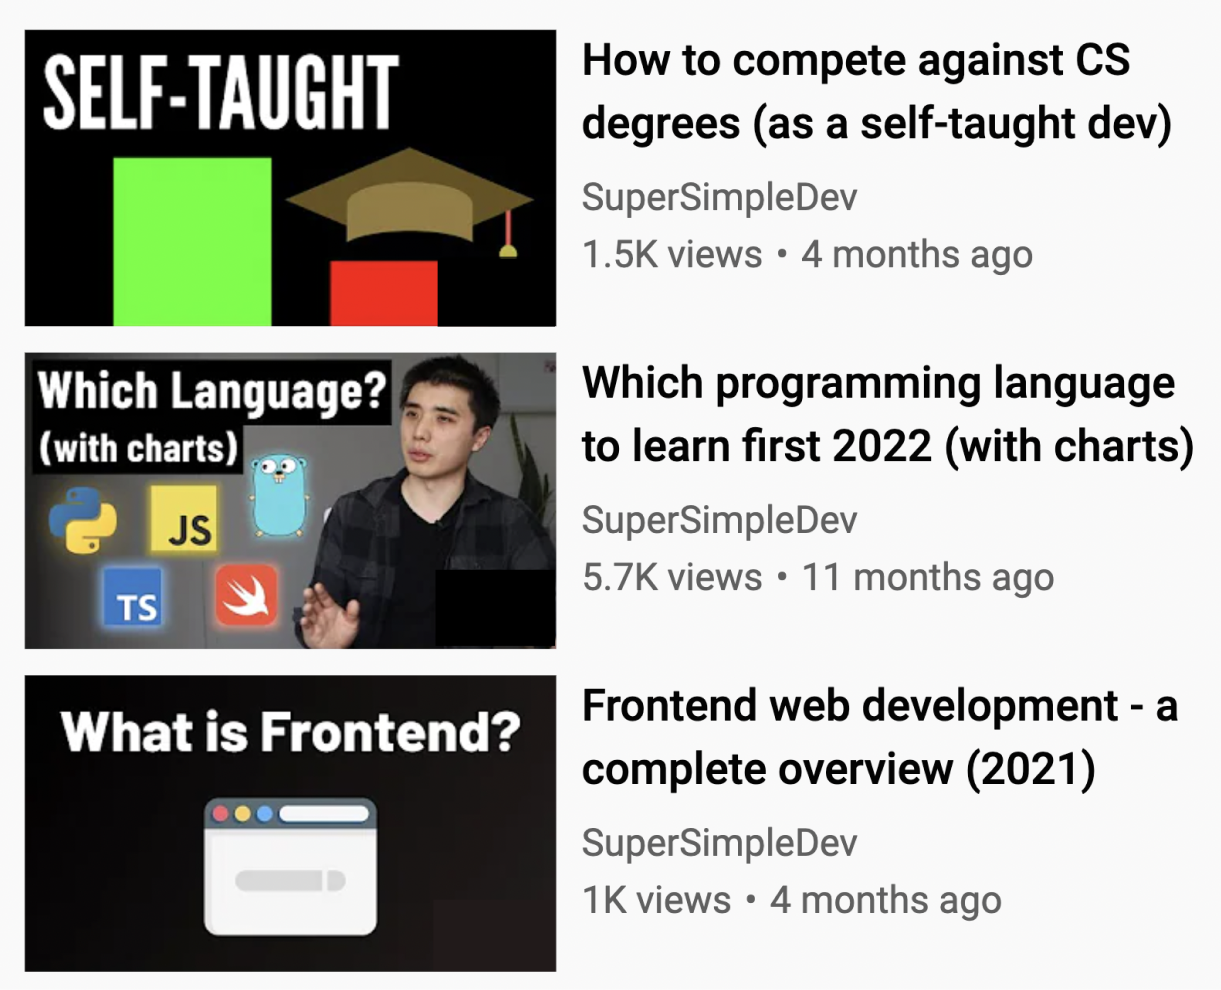 SELF-TAUGHT
How to compete against CS
degrees (as a self-taught dev)
SuperSimpleDev
1.5K views • 4 months ago
Which Language?
(with charts)
JS
TS
Which programming language
to learn first 2022 (with charts)
SuperSimpleDev
5.7K views • 11 months ago
What is Frontend?
Frontend web development - a
complete overview (2021)
SuperSimpleDev
1K views • 4 months ago